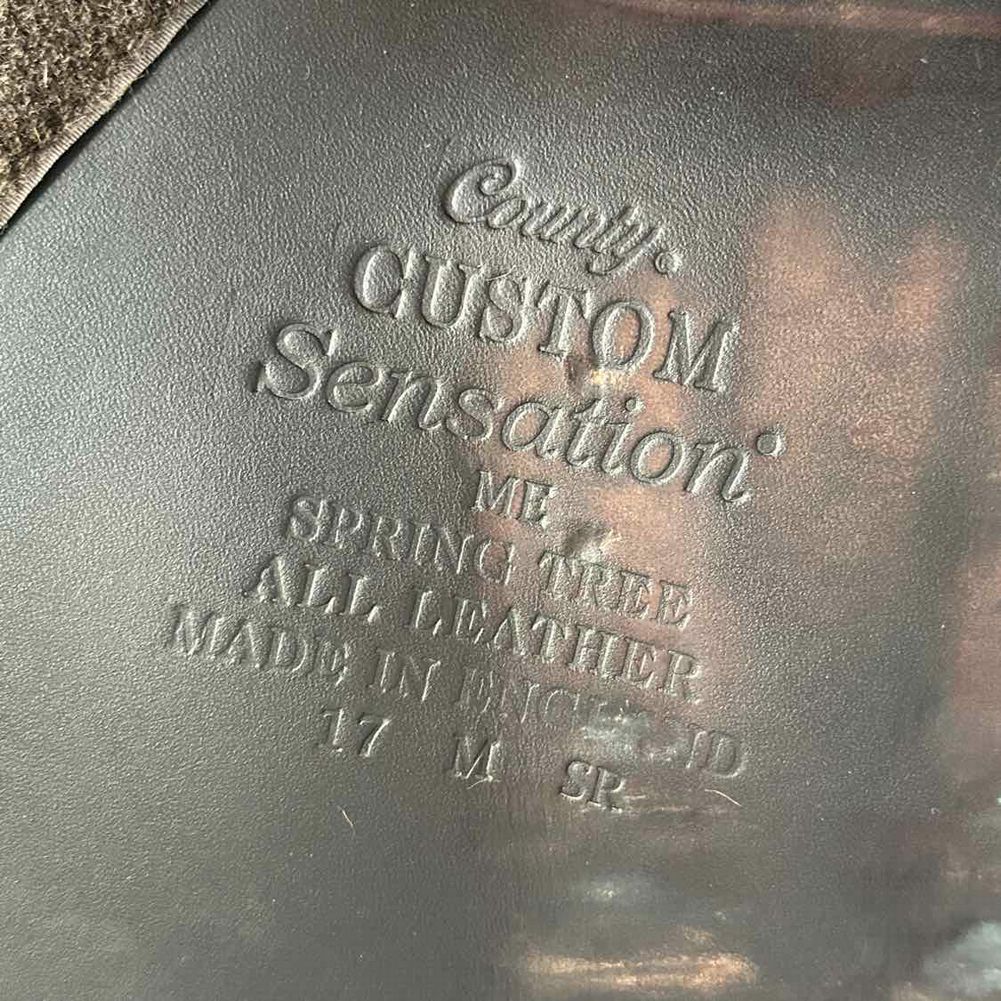 County®
CUSTOM
Sensation®
ME
SPRING TREE
ALL LEATHER
MADE IN ENGLAND
17 M SR